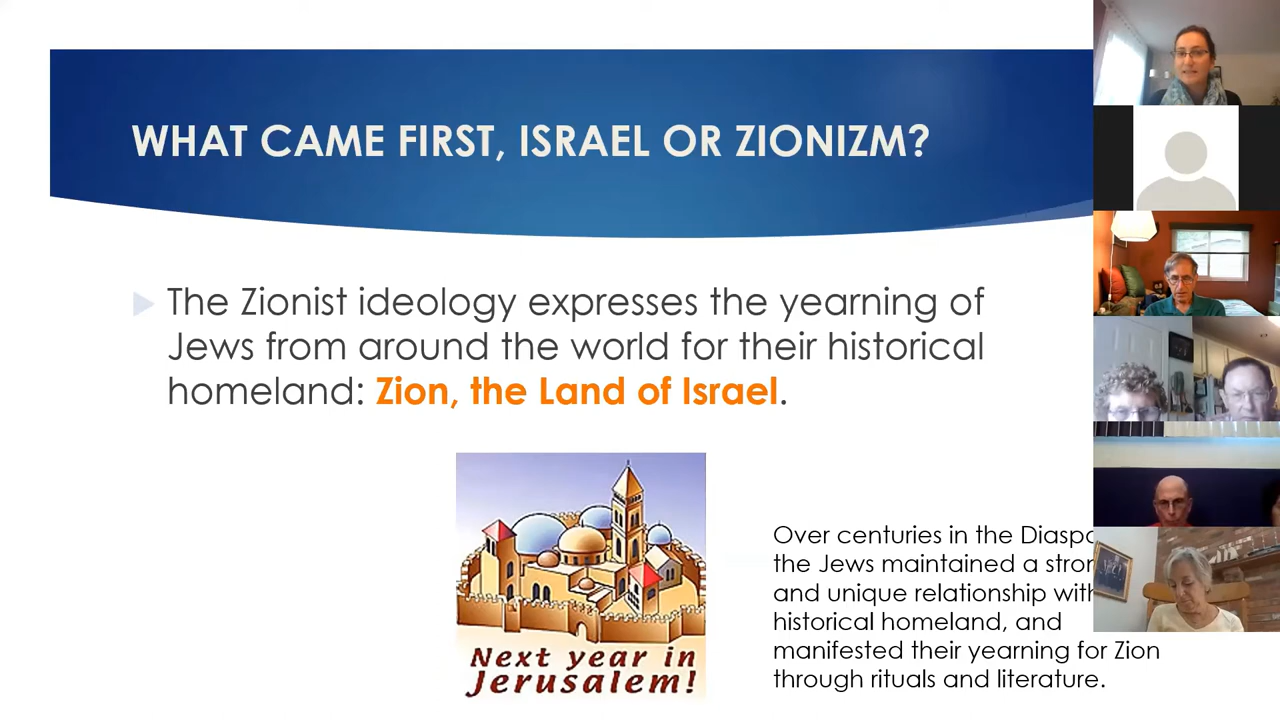 WHAT CAME FIRST, ISRAEL OR ZIONIZM?
The Zionist ideology expresses the yearning of
Jews from around the world for their historical
homeland: Zion, the Land of Israel.
Next year in
Jerusalem!
Over centuries in the
the Jews maintained a
and unique relationship
historical homeland, and
manifested their yearning for Zion
through rituals and literature.